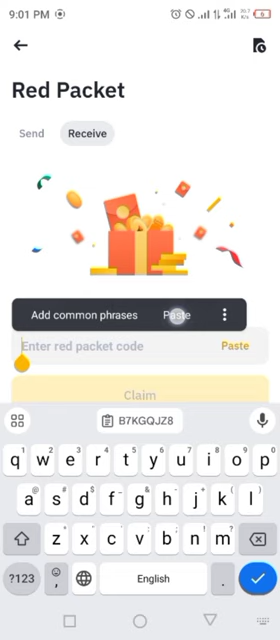 9:01 PM
Red Packet
Send
Receive
Add common phrases
Paste
Enter red packet code
Paste
Claim
B7KGQJZ8
q w e r t y u i o p
a s d f g h j k l
z x c v b n m
?123
,
English
.